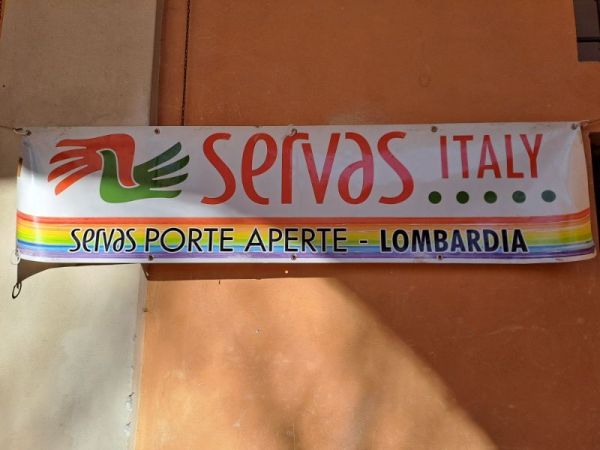 servas ITALY
servas PORTE APERTE - LOMBARDIA